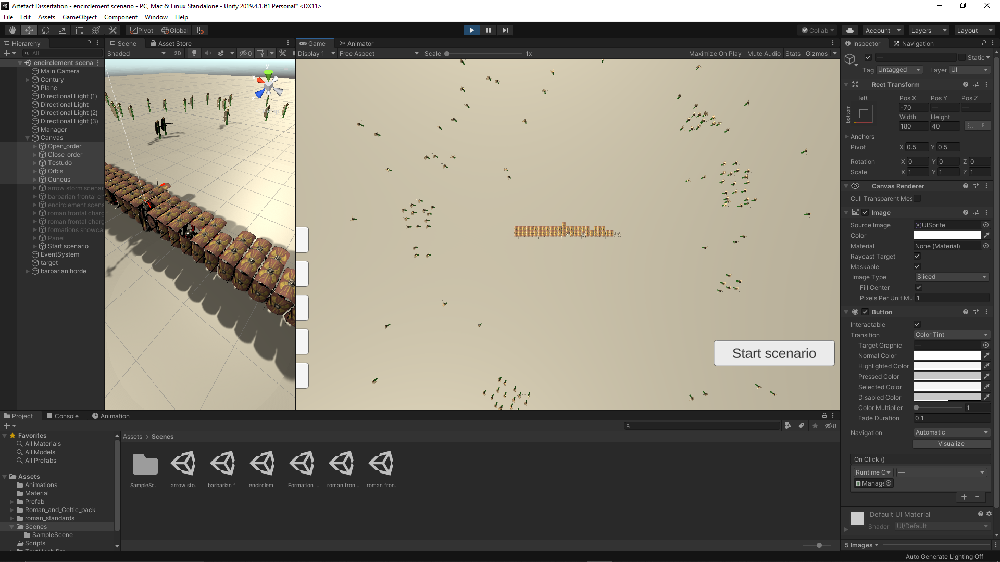 Artefact Dissertation - encirclement scenario - PC, Mac & Linux Standalone - Unity 2019.4.13f1 Personal* <DX11>
File Edit Assets GameObject Component Window Help
Pivot Global Collab Account Layers Layout
Hierarchy
All
encirclement scena
Main Camera
Century
Plane
Directional Light (1)
Directional Light
Directional Light (2)
Directional Light (3)
Manager
Canvas
Open_order
Close_order
Testudo
Orbis
Cuneus
arrow storm scenar
barbarian frontal ch
encirclement scena
roman frontal charg
roman frontal charg
formations showca
Panel
Start scenario
EventSystem
target
barbarian horde
Scene Asset Store
Shaded 2D 0
y
x
z
Game Animator
Display 1 Free Aspect Scale 1x Maximize On Play Mute Audio Stats Gizmos
Start scenario
Inspector Navigation
— Static
Tag Untagged Layer UI
Rect Transform
left Pos X Pos Y Pos Z
bottom -70 — —
Width Height
180 40 R
Anchors
Pivot X 0.5 Y 0.5
Rotation X 0 Y 0 Z 0
Scale X 1 Y 1 Z 1
Canvas Renderer
Cull Transparent Mes
Image
Source Image UISprite
Color
Material None (Material)
Raycast Target
Maskable
Image Type Sliced
Fill Center
Pixels Per Unit Mul 1
Button
Interactable
Transition Color Tint
Target Graphic —
Normal Color
Highlighted Color
Pressed Color
Selected Color
Disabled Color
Color Multiplier 1
Fade Duration 0.1
Navigation Automatic
Visualize
On Click ()
Runtime O —
Manage
+ −
Default UI Material
Shader UI/Default
5 Images
Project Console Animation
8
Favorites
All Materials
All Models
All Prefabs
Assets
Animations
Material
Prefab
Roman_and_Celtic_pack
roman_standards
Scenes
SampleScene
Scripts
Assets > Scenes
SampleSc... arrow sto... barbarian f... encirclem... Formation ... roman fron... roman fron...
Auto Generate Lighting Off